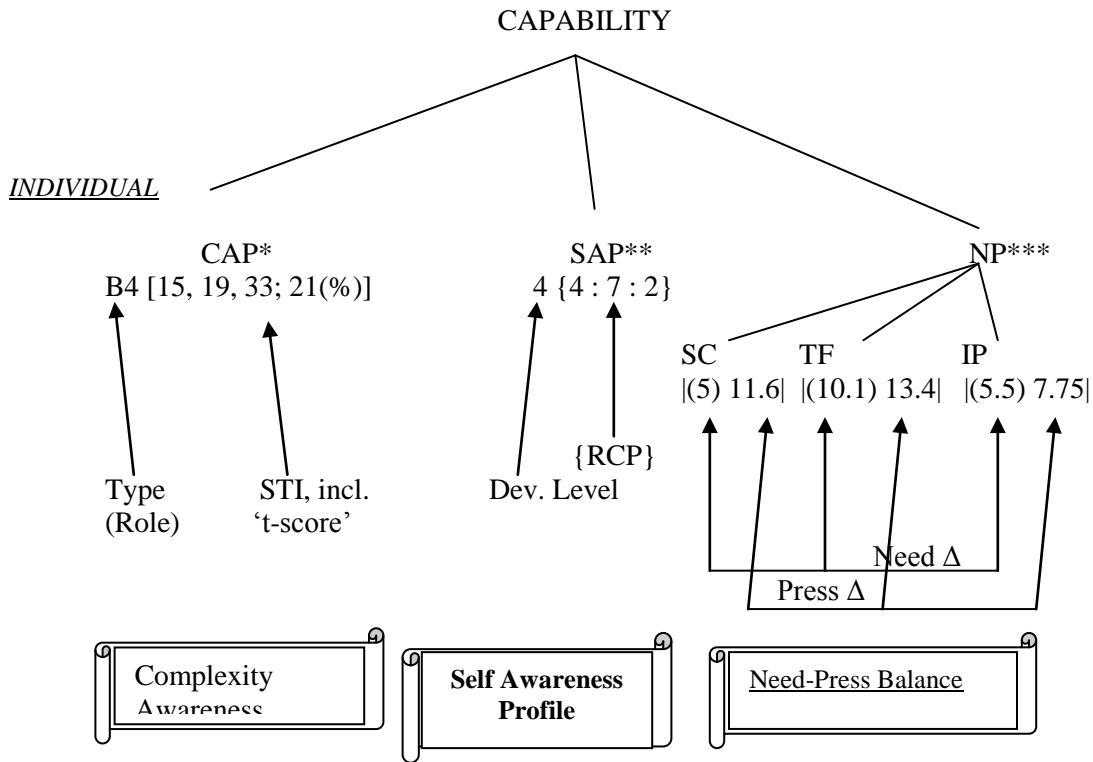 CAPABILITY
INDIVIDUAL
CAP*
SAP**
NP***
B4 [15, 19, 33; 21(%)]
4 {4 : 7 : 2}
SC
TF
IP
|(5) 11.6|
|(10.1) 13.4|
|(5.5) 7.75|
{RCP}
Type
(Role)
STI, incl.
‘t-score’
Dev. Level
Need Δ
Press Δ
Complexity
Awareness
Self Awareness
Profile
Need-Press Balance